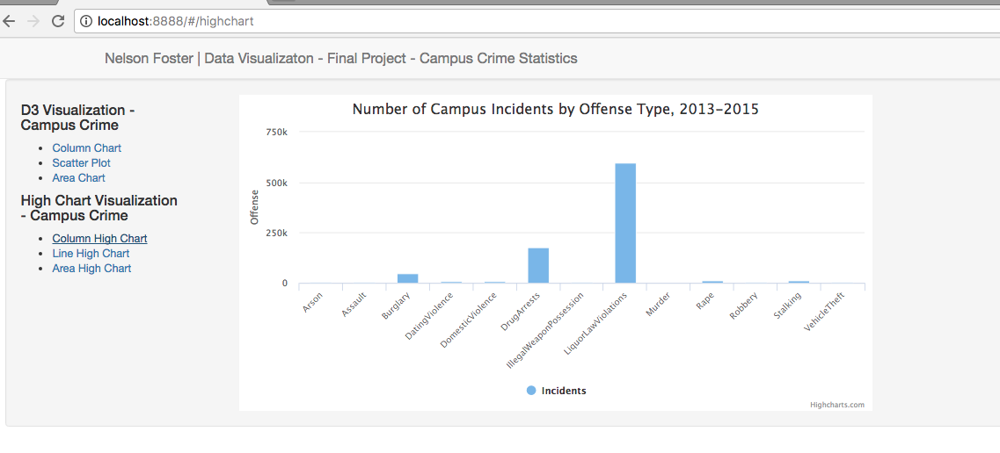 localhost:8888/#/highchart
Nelson Foster | Data Visualizaton - Final Project - Campus Crime Statistics
D3 Visualization -
Campus Crime
Column Chart
Scatter Plot
Area Chart
High Chart Visualization
- Campus Crime
Column High Chart
Line High Chart
Area High Chart
Number of Campus Incidents by Offense Type, 2013-2015
Offense
750k
500k
250k
0
Arson
Assault
Burglary
DatingViolence
DomesticViolence
DrugArrests
IllegalWeaponPossession
LiquorLawViolations
Murder
Rape
Robbery
Stalking
VehicleTheft
Incidents
Highcharts.com